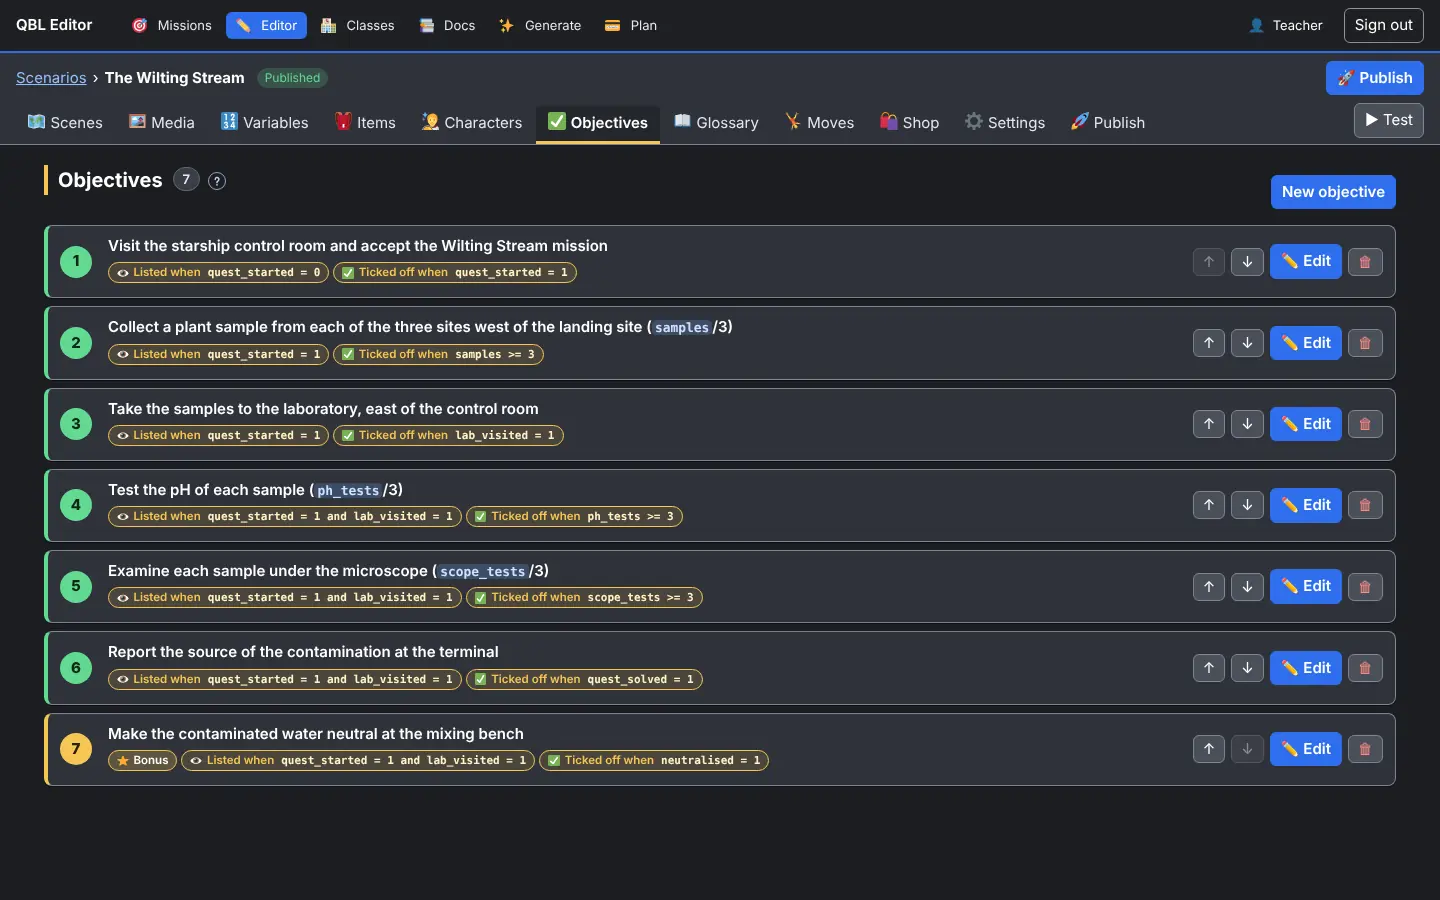 QBL Editor Missions Editor Classes Docs Generate Plan Teacher Sign out
Scenarios › The Wilting Stream Published Publish
Scenes Media Variables Items Characters Objectives Glossary Moves Shop Settings Publish Test
Objectives 7 ?
New objective
1 Visit the starship control room and accept the Wilting Stream mission
Listed when quest_started = 0 Ticked off when quest_started = 1
↑ ↓ Edit
2 Collect a plant sample from each of the three sites west of the landing site (samples/3)
Listed when quest_started = 1 Ticked off when samples >= 3
↑ ↓ Edit
3 Take the samples to the laboratory, east of the control room
Listed when quest_started = 1 Ticked off when lab_visited = 1
↑ ↓ Edit
4 Test the pH of each sample (ph_tests/3)
Listed when quest_started = 1 and lab_visited = 1 Ticked off when ph_tests >= 3
↑ ↓ Edit
5 Examine each sample under the microscope (scope_tests/3)
Listed when quest_started = 1 and lab_visited = 1 Ticked off when scope_tests >= 3
↑ ↓ Edit
6 Report the source of the contamination at the terminal
Listed when quest_started = 1 and lab_visited = 1 Ticked off when quest_solved = 1
↑ ↓ Edit
7 Make the contaminated water neutral at the mixing bench
Bonus Listed when quest_started = 1 and lab_visited = 1 Ticked off when neutralised = 1
↑ ↓ Edit